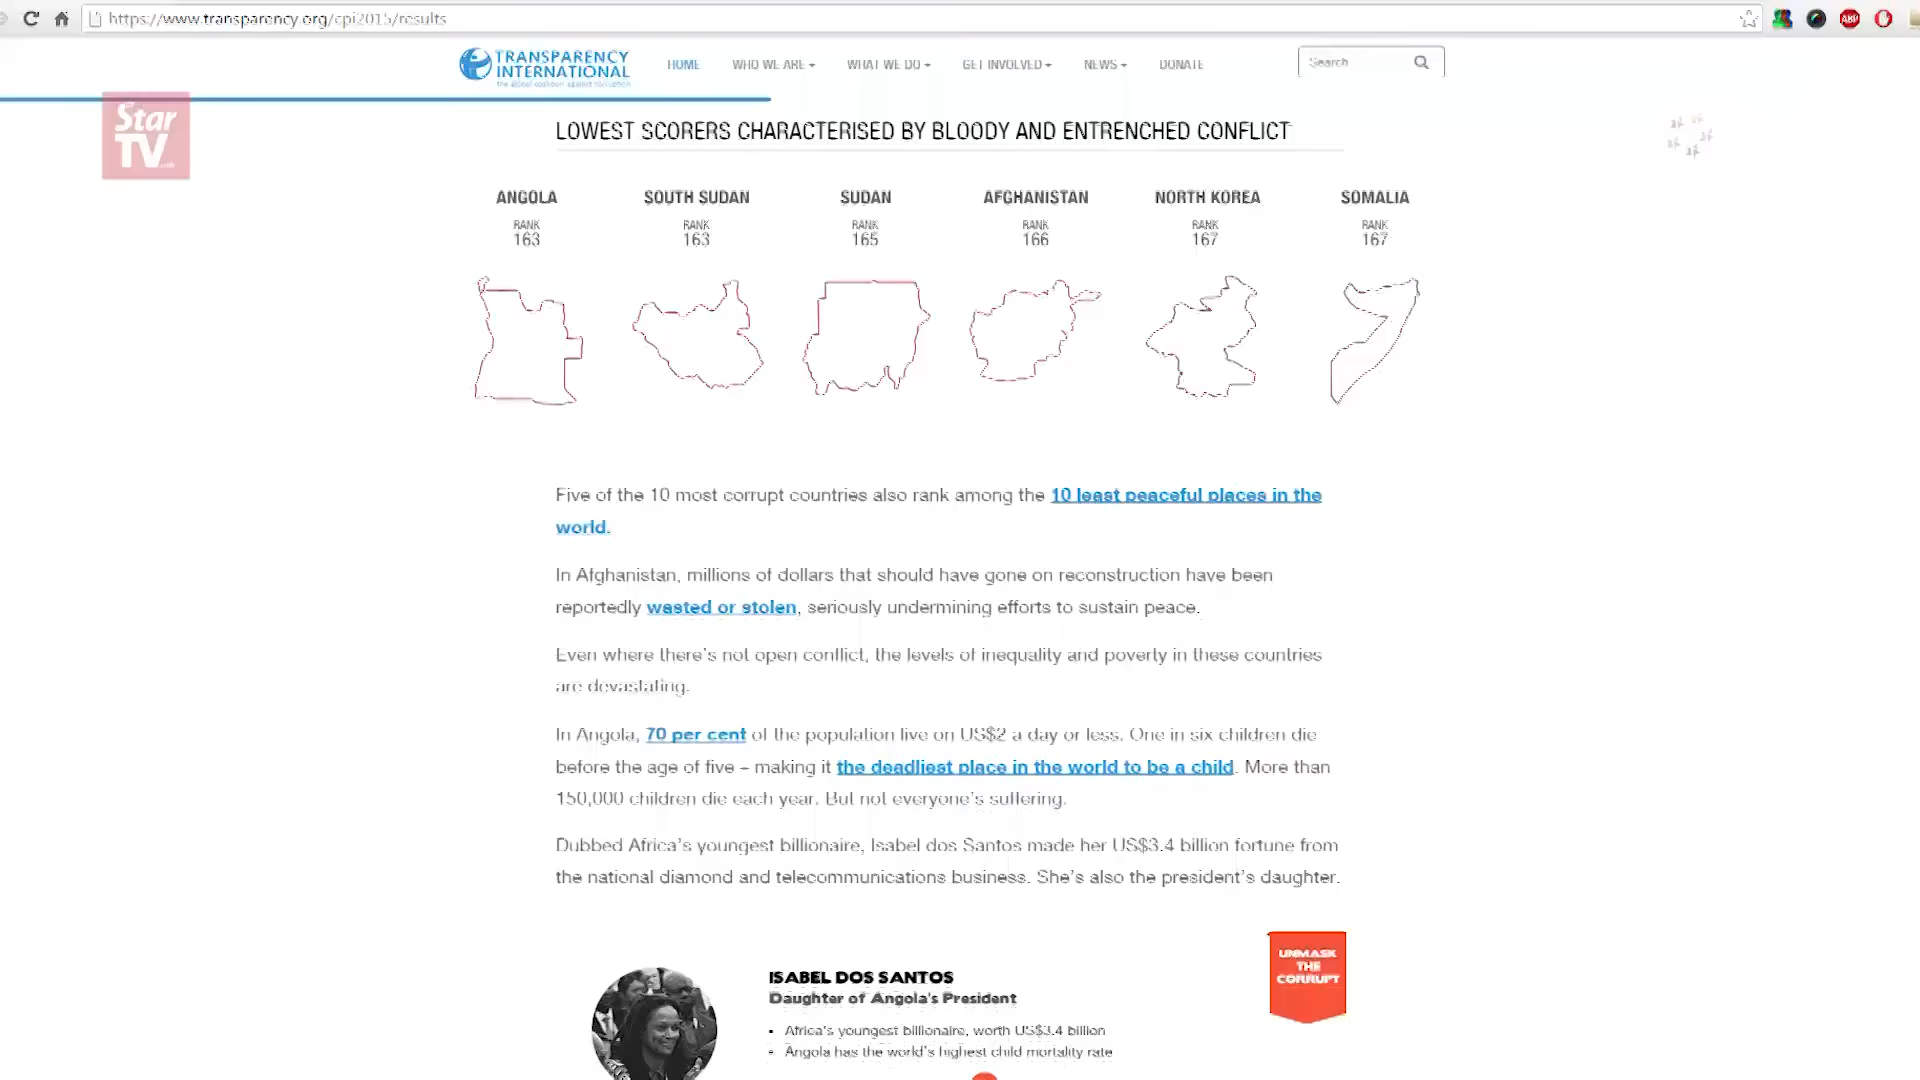 https://www.transparency.org/cpi2015/results
TRANSPARENCY
INTERNATIONAL
the global coalition against corruption
HOME
WHO WE ARE
WHAT WE DO
GET INVOLVED
NEWS
DONATE
Search
Star
TV
LOWEST SCORERS CHARACTERISED BY BLOODY AND ENTRENCHED CONFLICT
ANGOLA
RANK
163
SOUTH SUDAN
RANK
163
SUDAN
RANK
165
AFGHANISTAN
RANK
166
NORTH KOREA
RANK
167
SOMALIA
RANK
167
Five of the 10 most corrupt countries also rank among the 10 least peaceful places in the
world.
In Afghanistan, millions of dollars that should have gone on reconstruction have been
reportedly wasted or stolen, seriously undermining efforts to sustain peace.
Even where there's not open conflict, the levels of inequality and poverty in these countries
are devastating.
In Angola, 70 per cent of the population live on US$2 a day or less. One in six children die
before the age of five – making it the deadliest place in the world to be a child. More than
150,000 children die each year. But not everyone's suffering.
Dubbed Africa's youngest billionaire, Isabel dos Santos made her US$3.4 billion fortune from
the national diamond and telecommunications business. She's also the president's daughter.
UNMASK
THE
CORRUPT
ISABEL DOS SANTOS
Daughter of Angola's President
• Africa's youngest billionaire, worth US$3.4 billion
• Angola has the world's highest child mortality rate
ABP